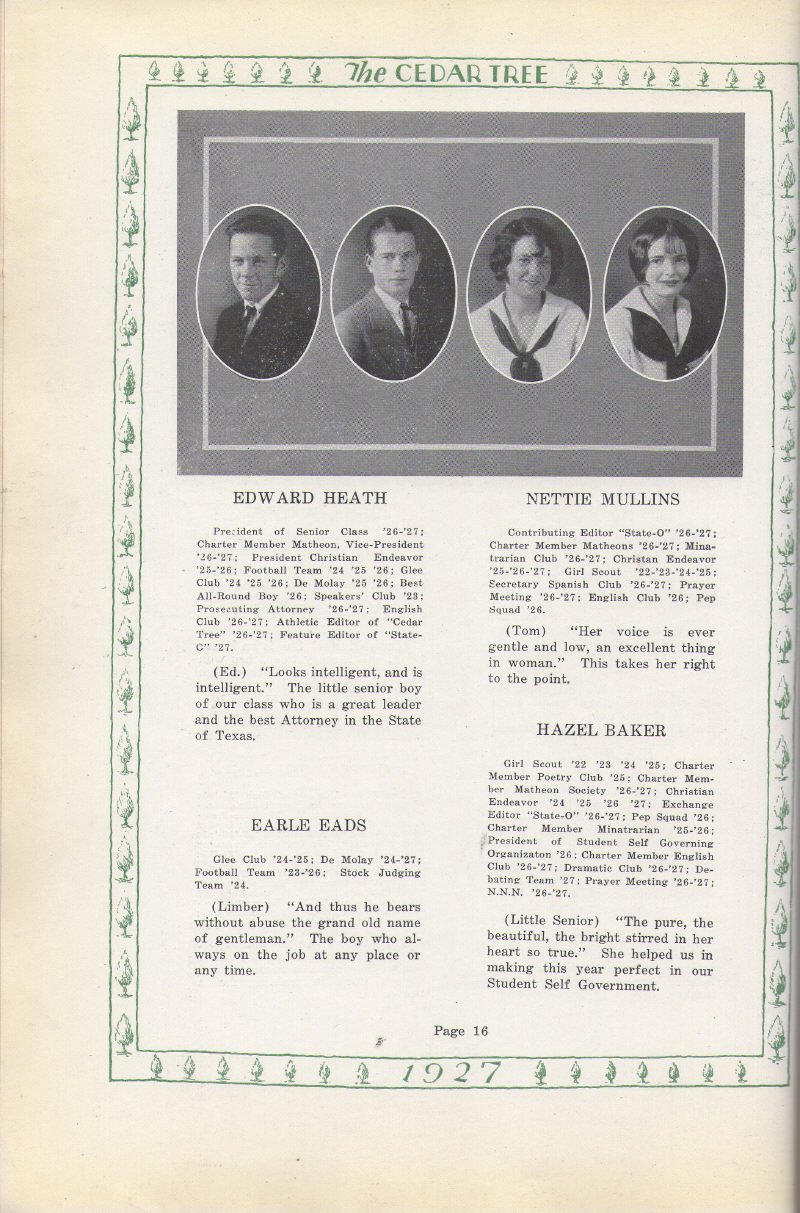 The CEDAR TREE
EDWARD HEATH
President of Senior Class '26-'27;
Charter Member Matheon, Vice-President
'26-'27; President Christian Endeavor
'25-'26; Football Team '24 '25 '26; Glee
Club '24 '25 '26; De Molay '25 '26; Best
All-Round Boy '26; Speakers' Club '23;
Prosecuting Attorney '26-'27; English
Club '26-'27; Athletic Editor of "Cedar
Tree" '26-'27; Feature Editor of "State-
O" '27.
(Ed.) "Looks intelligent, and is
intelligent." The little senior boy
of our class who is a great leader
and the best Attorney in the State
of Texas.
EARLE EADS
Glee Club '24-'25; De Molay '24-'27;
Football Team '23-'26; Stock Judging
Team '24.
(Limber) "And thus he bears
without abuse the grand old name
of gentleman." The boy who al-
ways on the job at any place or
any time.
NETTIE MULLINS
Contributing Editor "State-O" '26-'27;
Charter Member Matheons '26-'27; Mina-
trarian Club '26-'27; Christan Endeavor
'25-'26-'27; Girl Scout '22-'23-'24-'25;
Secretary Spanish Club '26-'27; Prayer
Meeting '26-'27; English Club '26; Pep
Squad '26.
(Tom) "Her voice is ever
gentle and low, an excellent thing
in woman." This takes her right
to the point.
HAZEL BAKER
Girl Scout '22 '23 '24 '25; Charter
Member Poetry Club '25; Charter Mem-
ber Matheon Society '26-'27; Christian
Endeavor '24 '25 '26 '27; Exchange
Editor "State-O" '26-'27; Pep Squad '26;
Charter Member Minatrarian '25-'26;
President of Student Self Governing
Organizaton '26; Charter Member English
Club '26-'27; Dramatic Club '26-'27; De-
bating Team '27; Prayer Meeting '26-'27;
N.N.N. '26-'27.
(Little Senior) "The pure, the
beautiful, the bright stirred in her
heart so true." She helped us in
making this year perfect in our
Student Self Government.
Page 16
1927